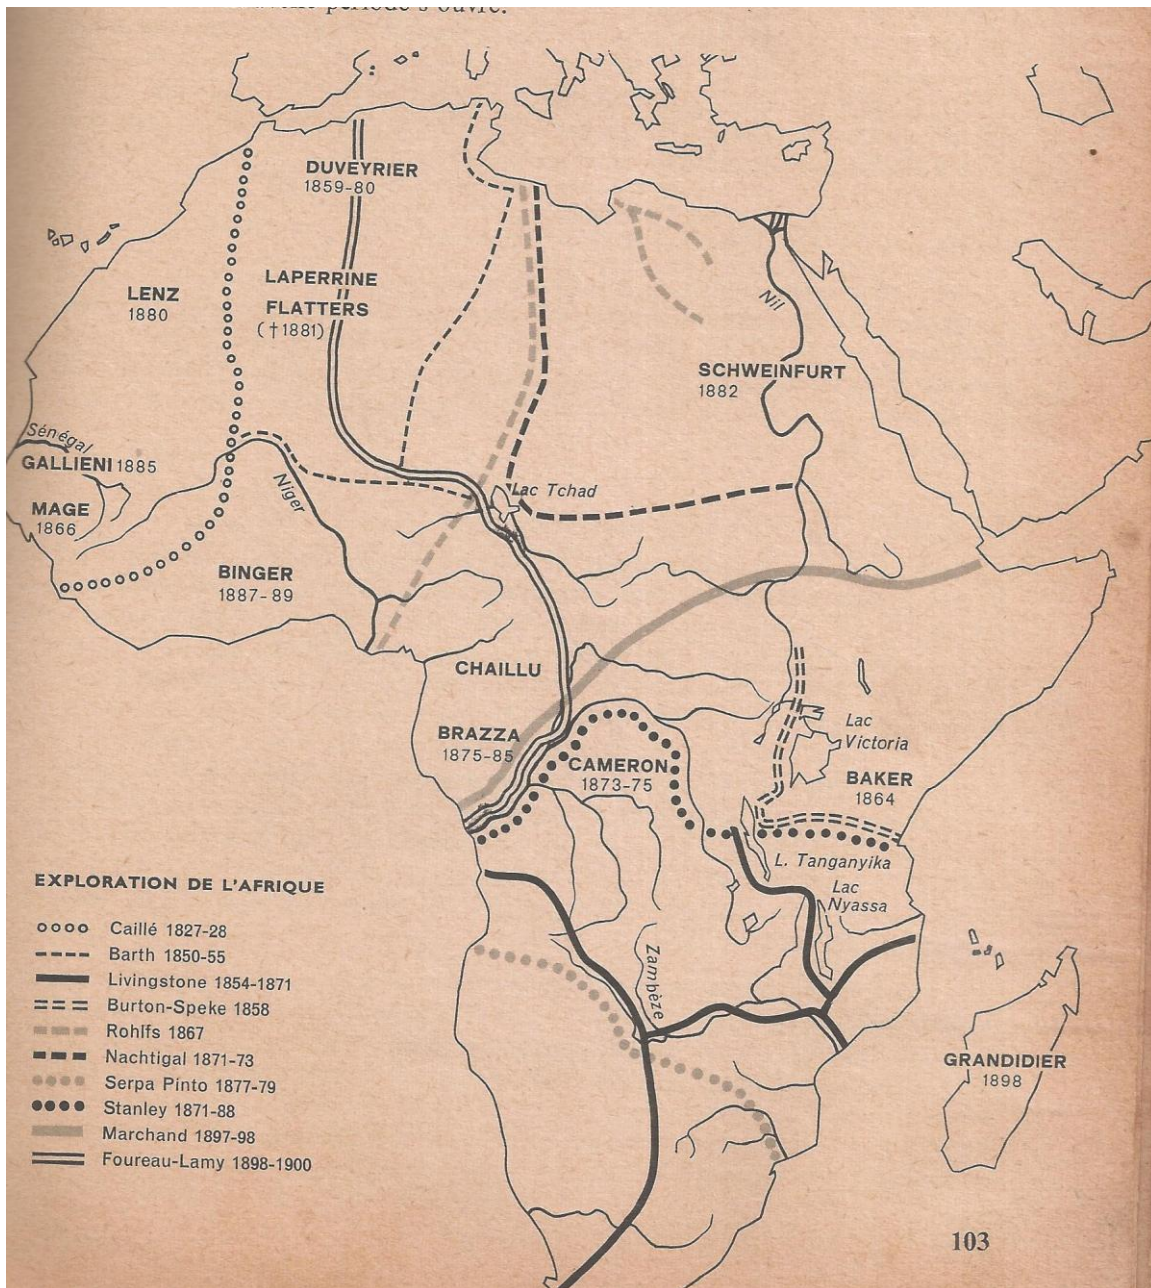 période s'ouvre.
DUVEYRIER
1859-80
LAPERRINE
FLATTERS
(†1881)
LENZ
1880
Nil
SCHWEINFURT
1882
Sénégal
GALLIENI 1885
MAGE
1866
Niger
Lac Tchad
BINGER
1887-89
CHAILLU
BRAZZA
1875-85
CAMERON
1873-75
Lac
Victoria
BAKER
1864
L. Tanganyika
Lac
Nyassa
Zambèze
GRANDIDIER
1898
EXPLORATION DE L'AFRIQUE
Caillé 1827-28
Barth 1850-55
Livingstone 1854-1871
Burton-Speke 1858
Rohlfs 1867
Nachtigal 1871-73
Serpa Pinto 1877-79
Stanley 1871-88
Marchand 1897-98
Foureau-Lamy 1898-1900
103